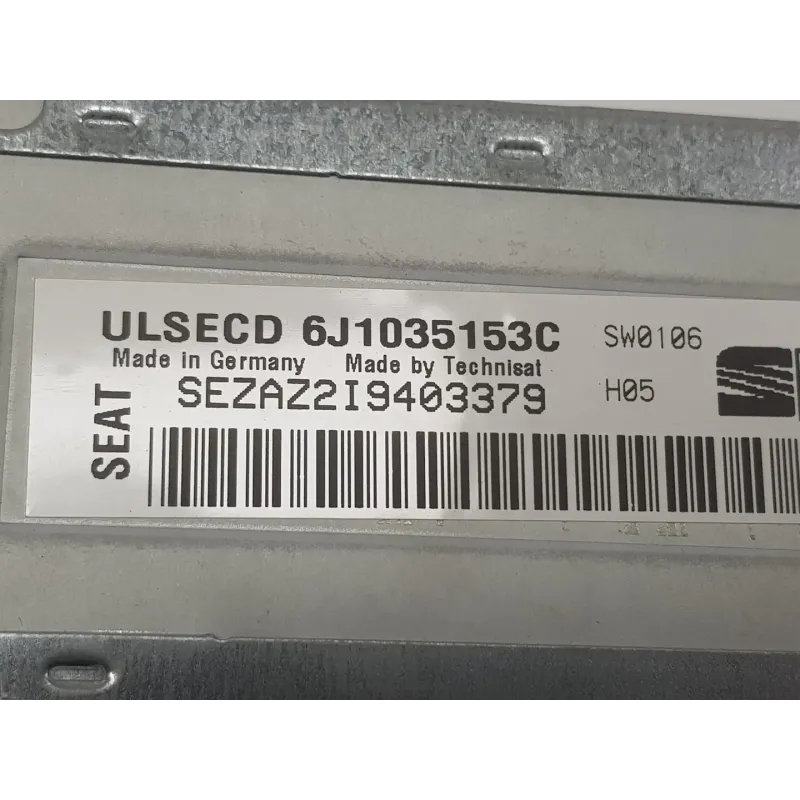 ULSECD 6J1035153C SW0106
Made in Germany Made by Technisat
SEZAZ2I9403379 H05
SEAT